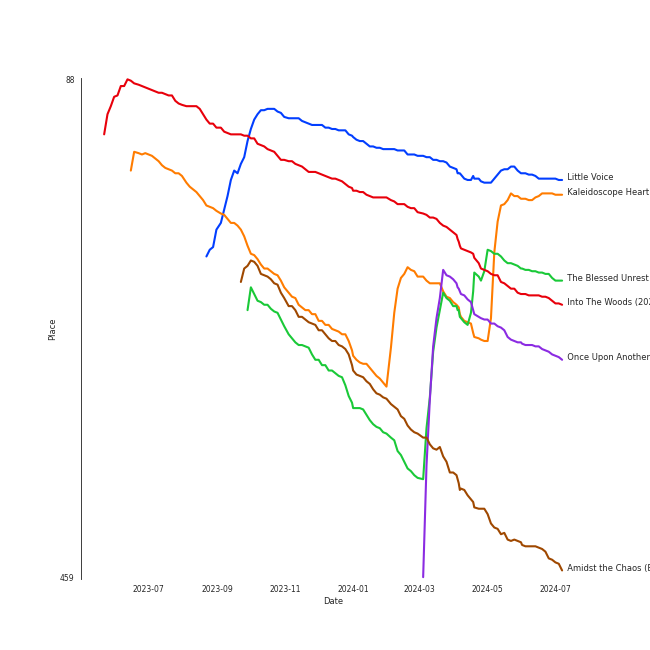 88
Place
459
2023-07 2023-09 2023-11 2024-01 2024-03 2024-05 2024-07
Date
Little Voice
Kaleidoscope Heart
The Blessed Unrest
Into The Woods (202
Once Upon Another
Amidst the Chaos (E